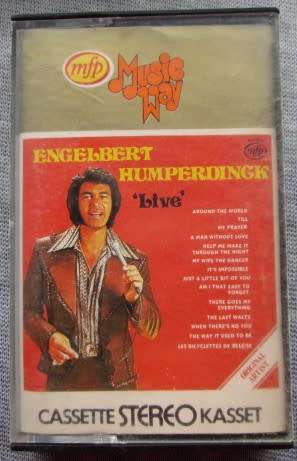 mfp
Music
Way
ENGELBERT
HUMPERDINCK
'Live'
mfp
AROUND THE WORLD
TILL
MY PRAYER
A MAN WITHOUT LOVE
HELP ME MAKE IT
THROUGH THE NIGHT
MY WIFE THE DANCER
IT'S IMPOSSIBLE
JUST A LITTLE BIT OF YOU
AM I THAT EASY TO
FORGET
THERE GOES MY
EVERYTHING
THE LAST WALTZ
WHEN THERE'S NO YOU
THE WAY IT USED TO BE
LES BICYCLETTES DE BELSIZE
ORIGINAL
ARTIST
CASSETTE STEREO KASSET